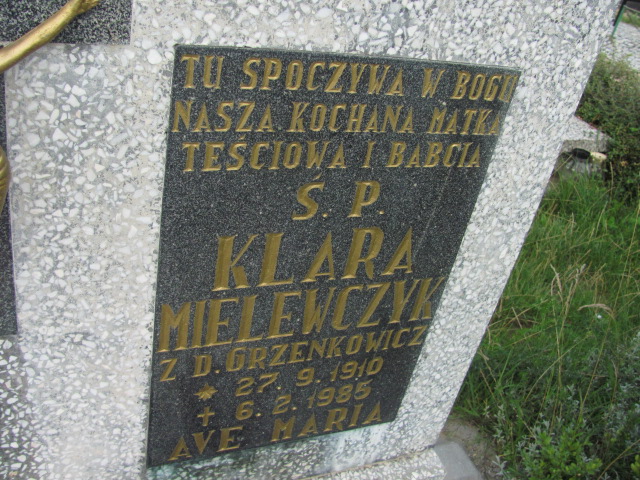 TU SPOCZYWA W BOGU
NASZA KOCHANA MATKA
TEŚCIOWA I BABCIA
Ś. P.
KLARA
MIELEWCZYK
Z D. GRZENKOWICZ
* 27. 9. 1910
✝ 6. 2. 1985
AVE MARIA